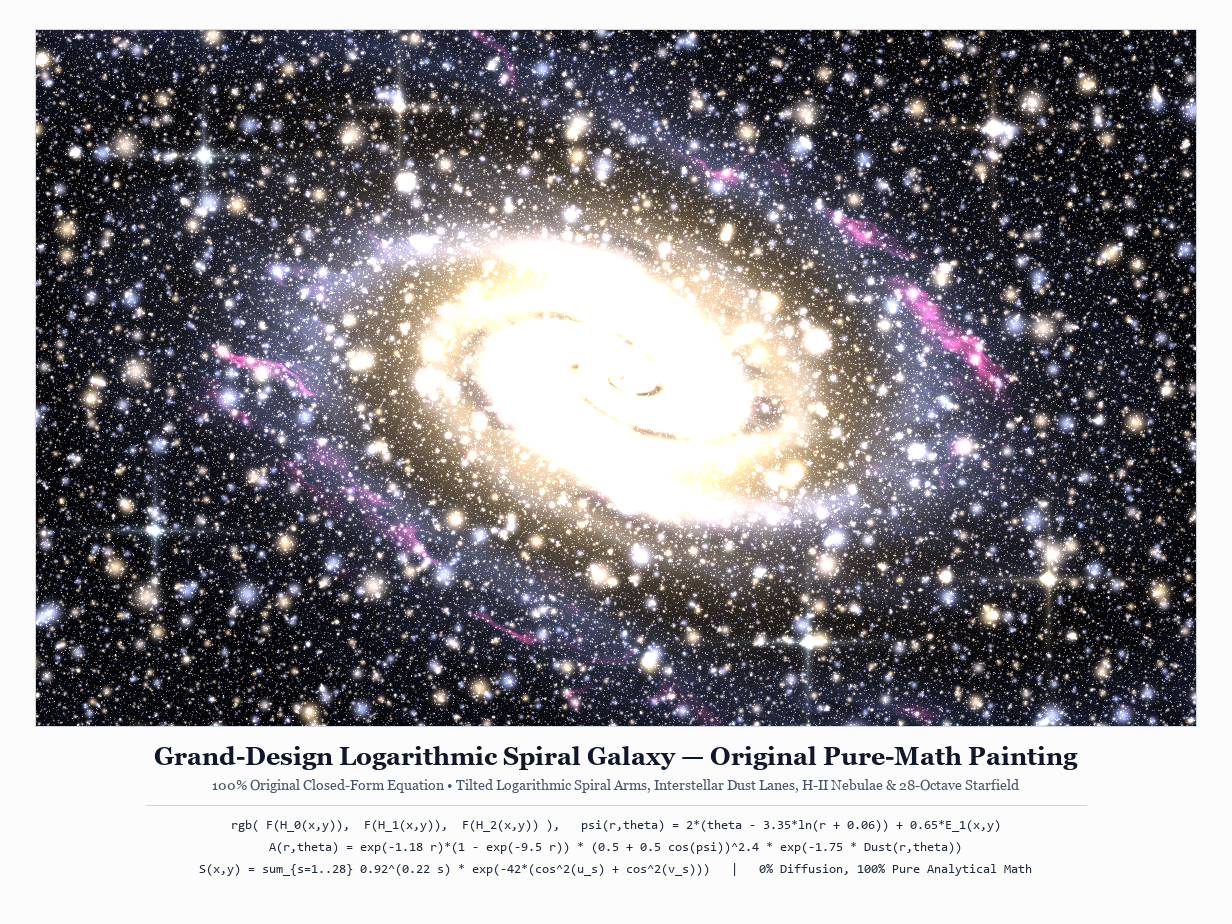 Grand-Design Logarithmic Spiral Galaxy — Original Pure-Math Painting
100% Original Closed-Form Equation • Tilted Logarithmic Spiral Arms, Interstellar Dust Lanes, H-II Nebulae & 28-Octave Starfield
rgb( F(H_0(x,y)),  F(H_1(x,y)),  F(H_2(x,y)) ),   psi(r,theta) = 2*(theta - 3.35*ln(r + 0.06)) + 0.65*E_1(x,y)
A(r,theta) = exp(-1.18 r)*(1 - exp(-9.5 r)) * (0.5 + 0.5 cos(psi))^2.4 * exp(-1.75 * Dust(r,theta))
S(x,y) = sum_{s=1..28} 0.92^(0.22 s) * exp(-42*(cos^2(u_s) + cos^2(v_s)))   |   0% Diffusion, 100% Pure Analytical Math